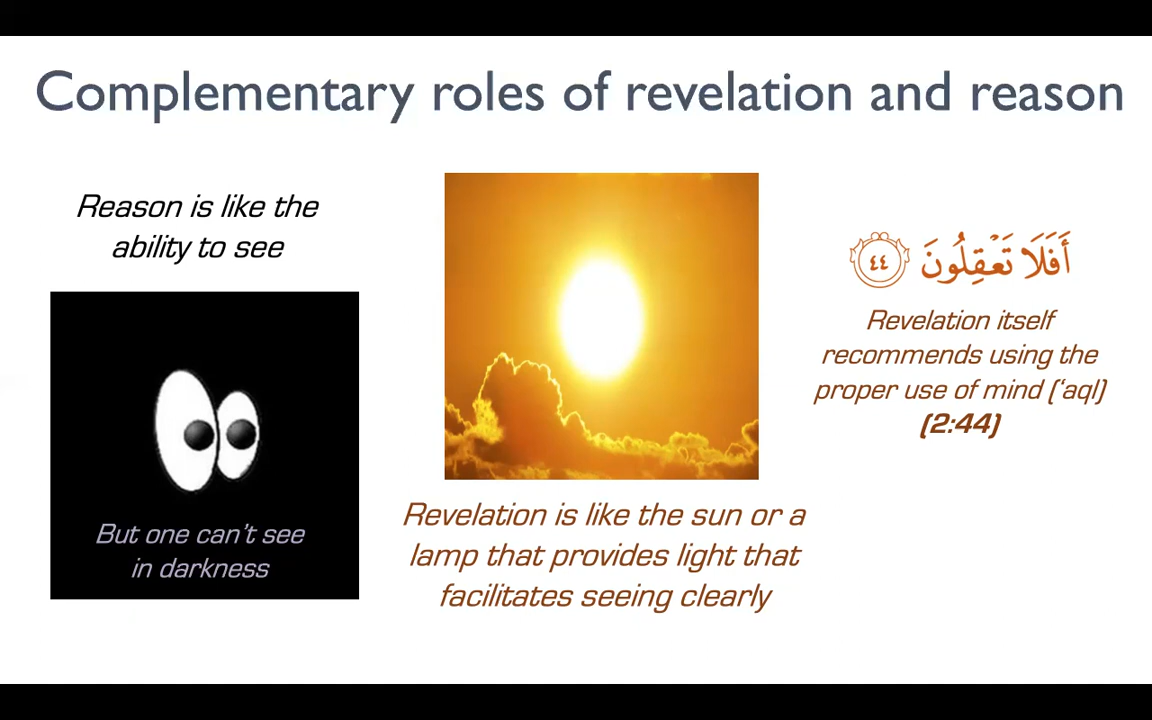 Complementary roles of revelation and reason
Reason is like the
ability to see
But one can't see
in darkness
Revelation is like the sun or a
lamp that provides light that
facilitates seeing clearly
أَفَلَا تَعْقِلُونَ ٤٤
Revelation itself
recommends using the
proper use of mind (‘aql)
(2:44)